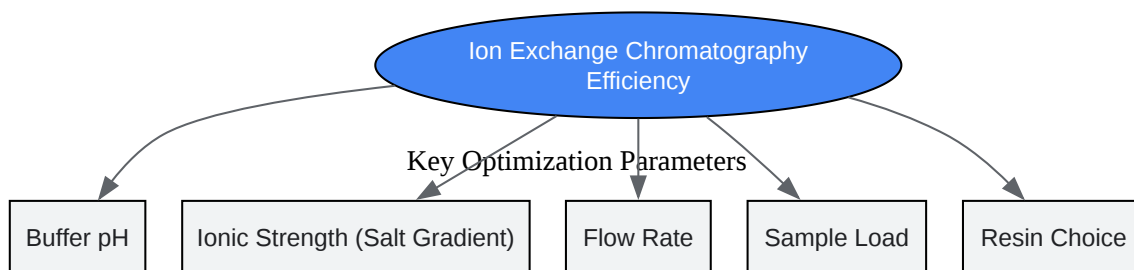 Ion Exchange Chromatography
Efficiency
Key Optimization Parameters
Buffer pH
Ionic Strength (Salt Gradient)
Flow Rate
Sample Load
Resin Choice